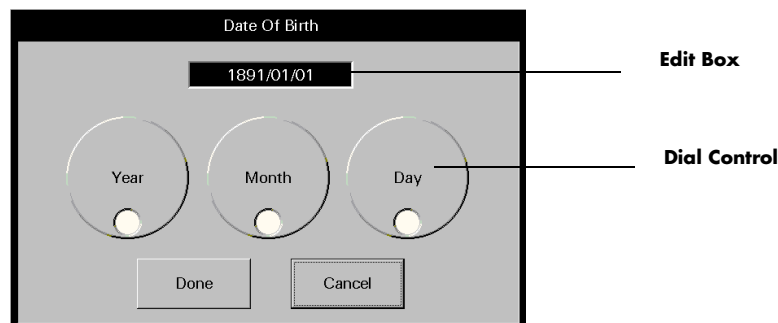 Date Of Birth
1891/01/01
Edit Box
Year
Month
Day
Dial Control
Done
Cancel